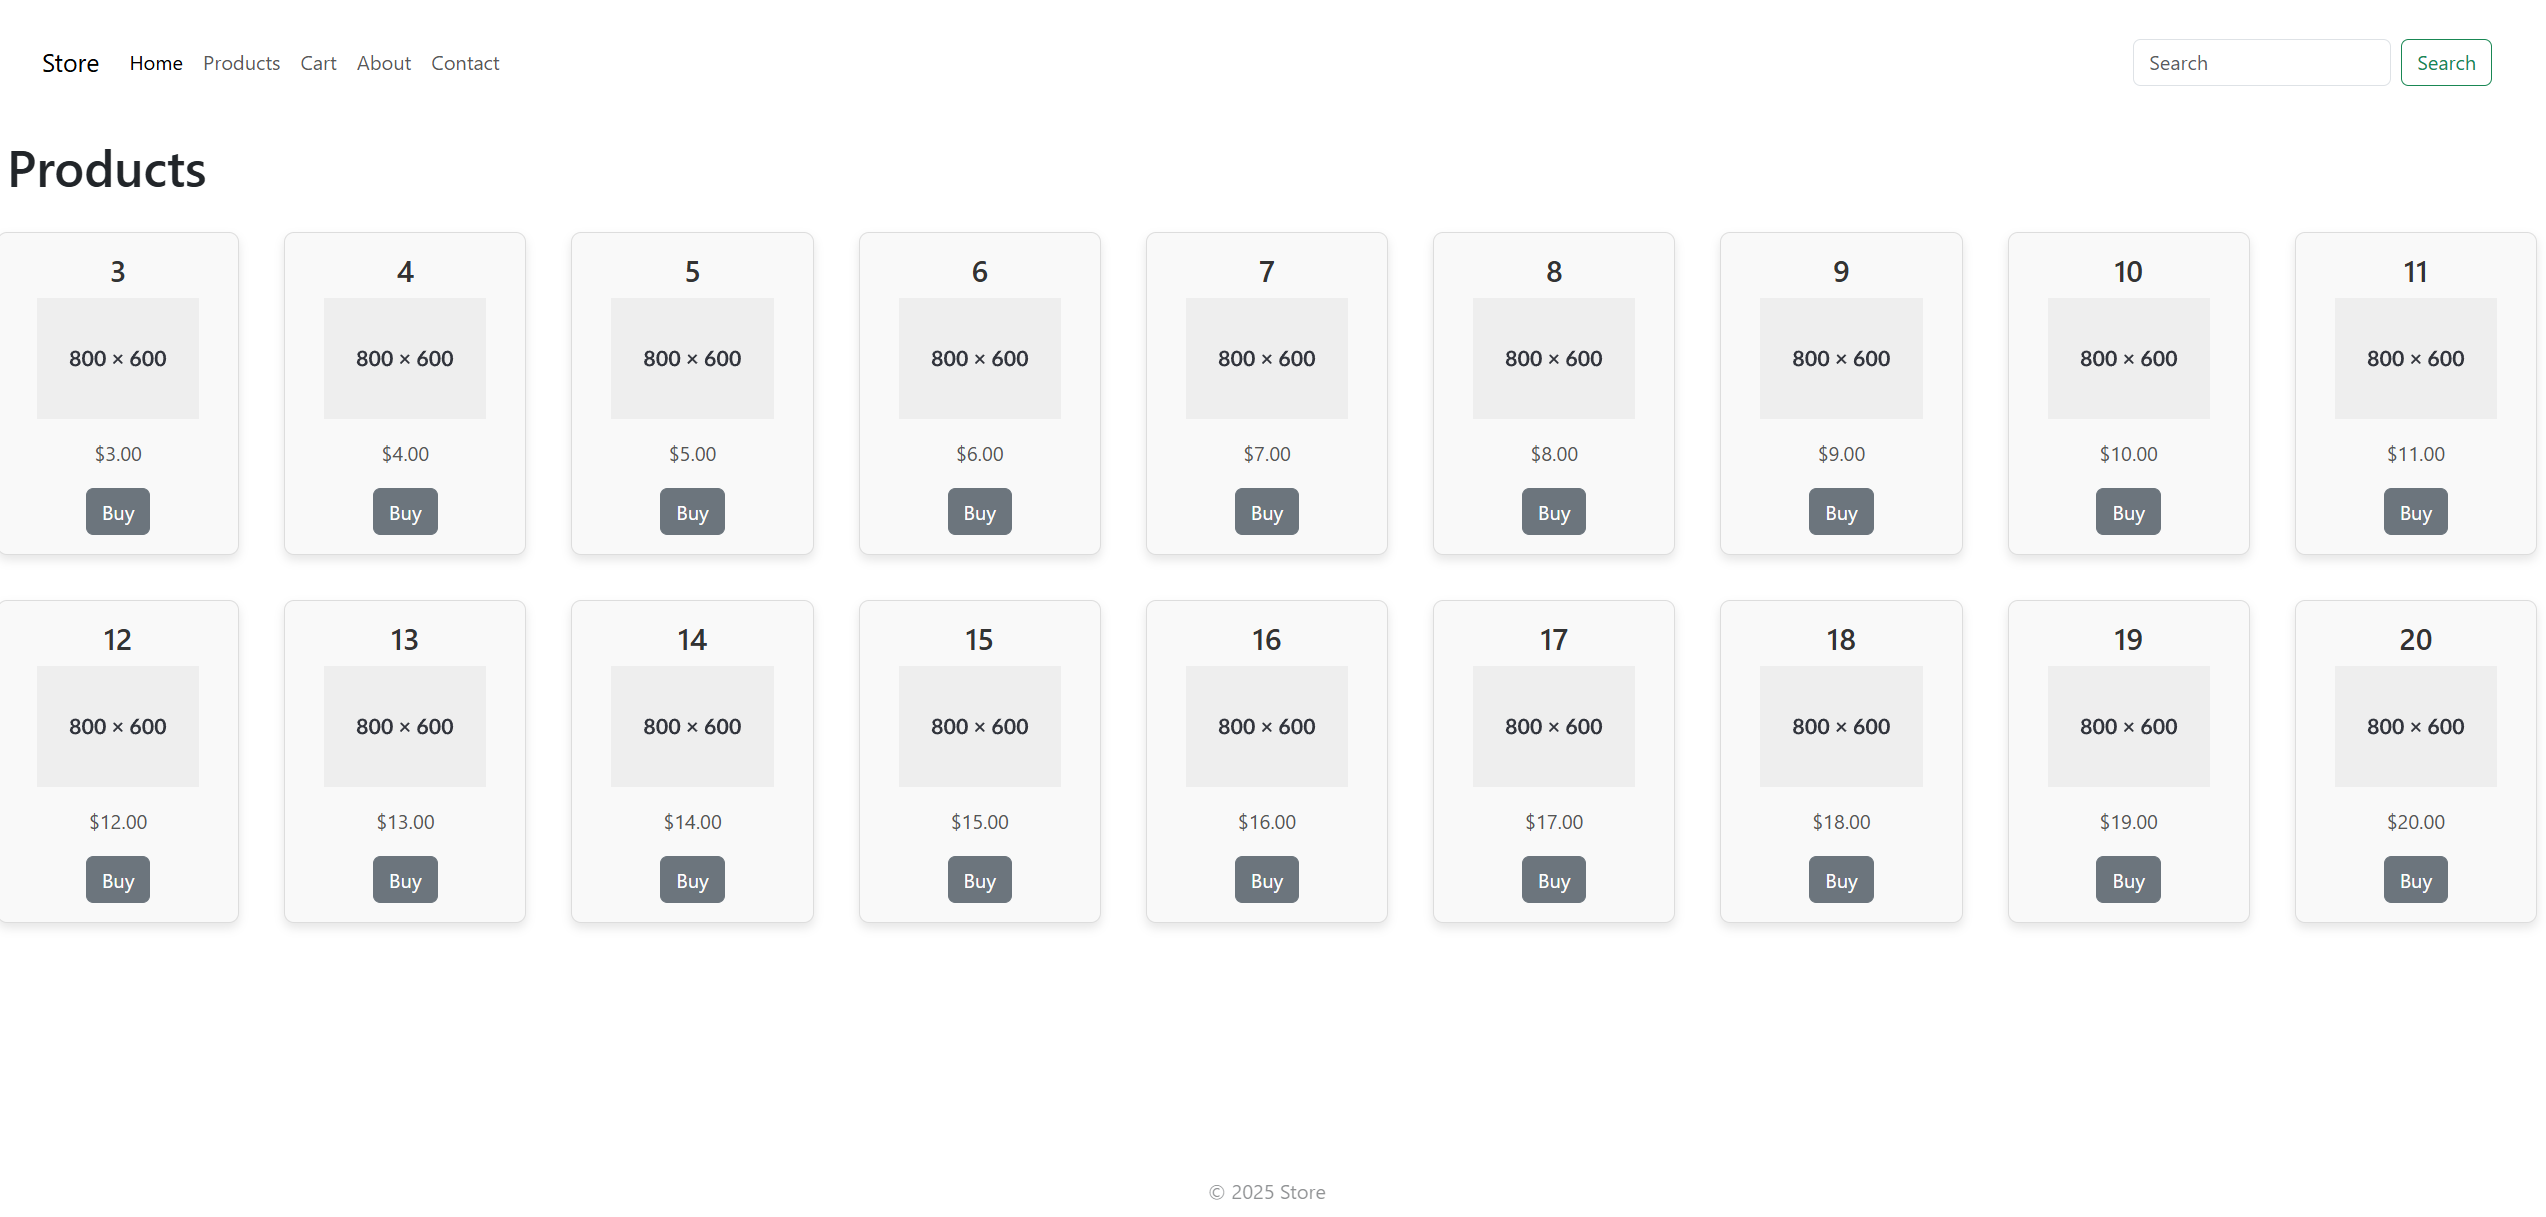 Store Home Products Cart About Contact Search Search
Products
3 4 5 6 7 8 9 10 11
800 × 600 800 × 600 800 × 600 800 × 600 800 × 600 800 × 600 800 × 600 800 × 600 800 × 600
$3.00 $4.00 $5.00 $6.00 $7.00 $8.00 $9.00 $10.00 $11.00
Buy Buy Buy Buy Buy Buy Buy Buy Buy
12 13 14 15 16 17 18 19 20
800 × 600 800 × 600 800 × 600 800 × 600 800 × 600 800 × 600 800 × 600 800 × 600 800 × 600
$12.00 $13.00 $14.00 $15.00 $16.00 $17.00 $18.00 $19.00 $20.00
Buy Buy Buy Buy Buy Buy Buy Buy Buy
© 2025 Store